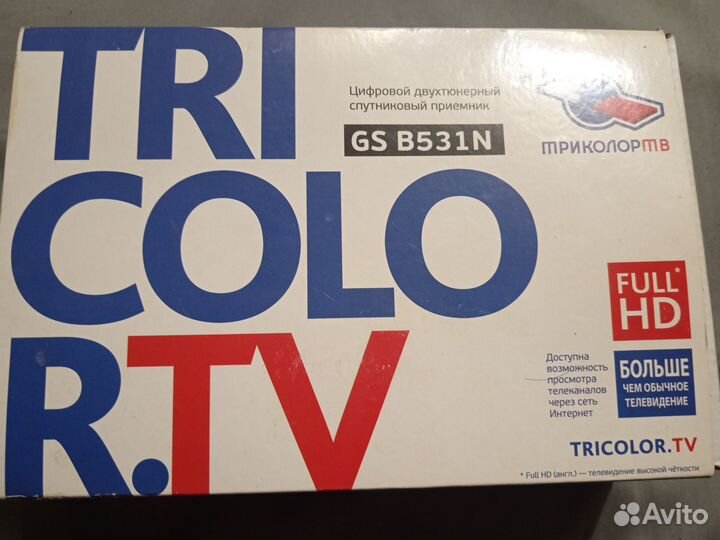 TRI
COLO
R.TV
Цифровой двухтюнерный
спутниковый приемник
GS B531N
ТРИКОЛОРТВ
FULL*
HD
Доступна
возможность
просмотра
телеканалов
через сеть
Интернет
БОЛЬШЕ
ЧЕМ ОБЫЧНОЕ
ТЕЛЕВИДЕНИЕ
TRICOLOR.TV
* Full HD (англ.) — телевидение высокой чёткости
Avito